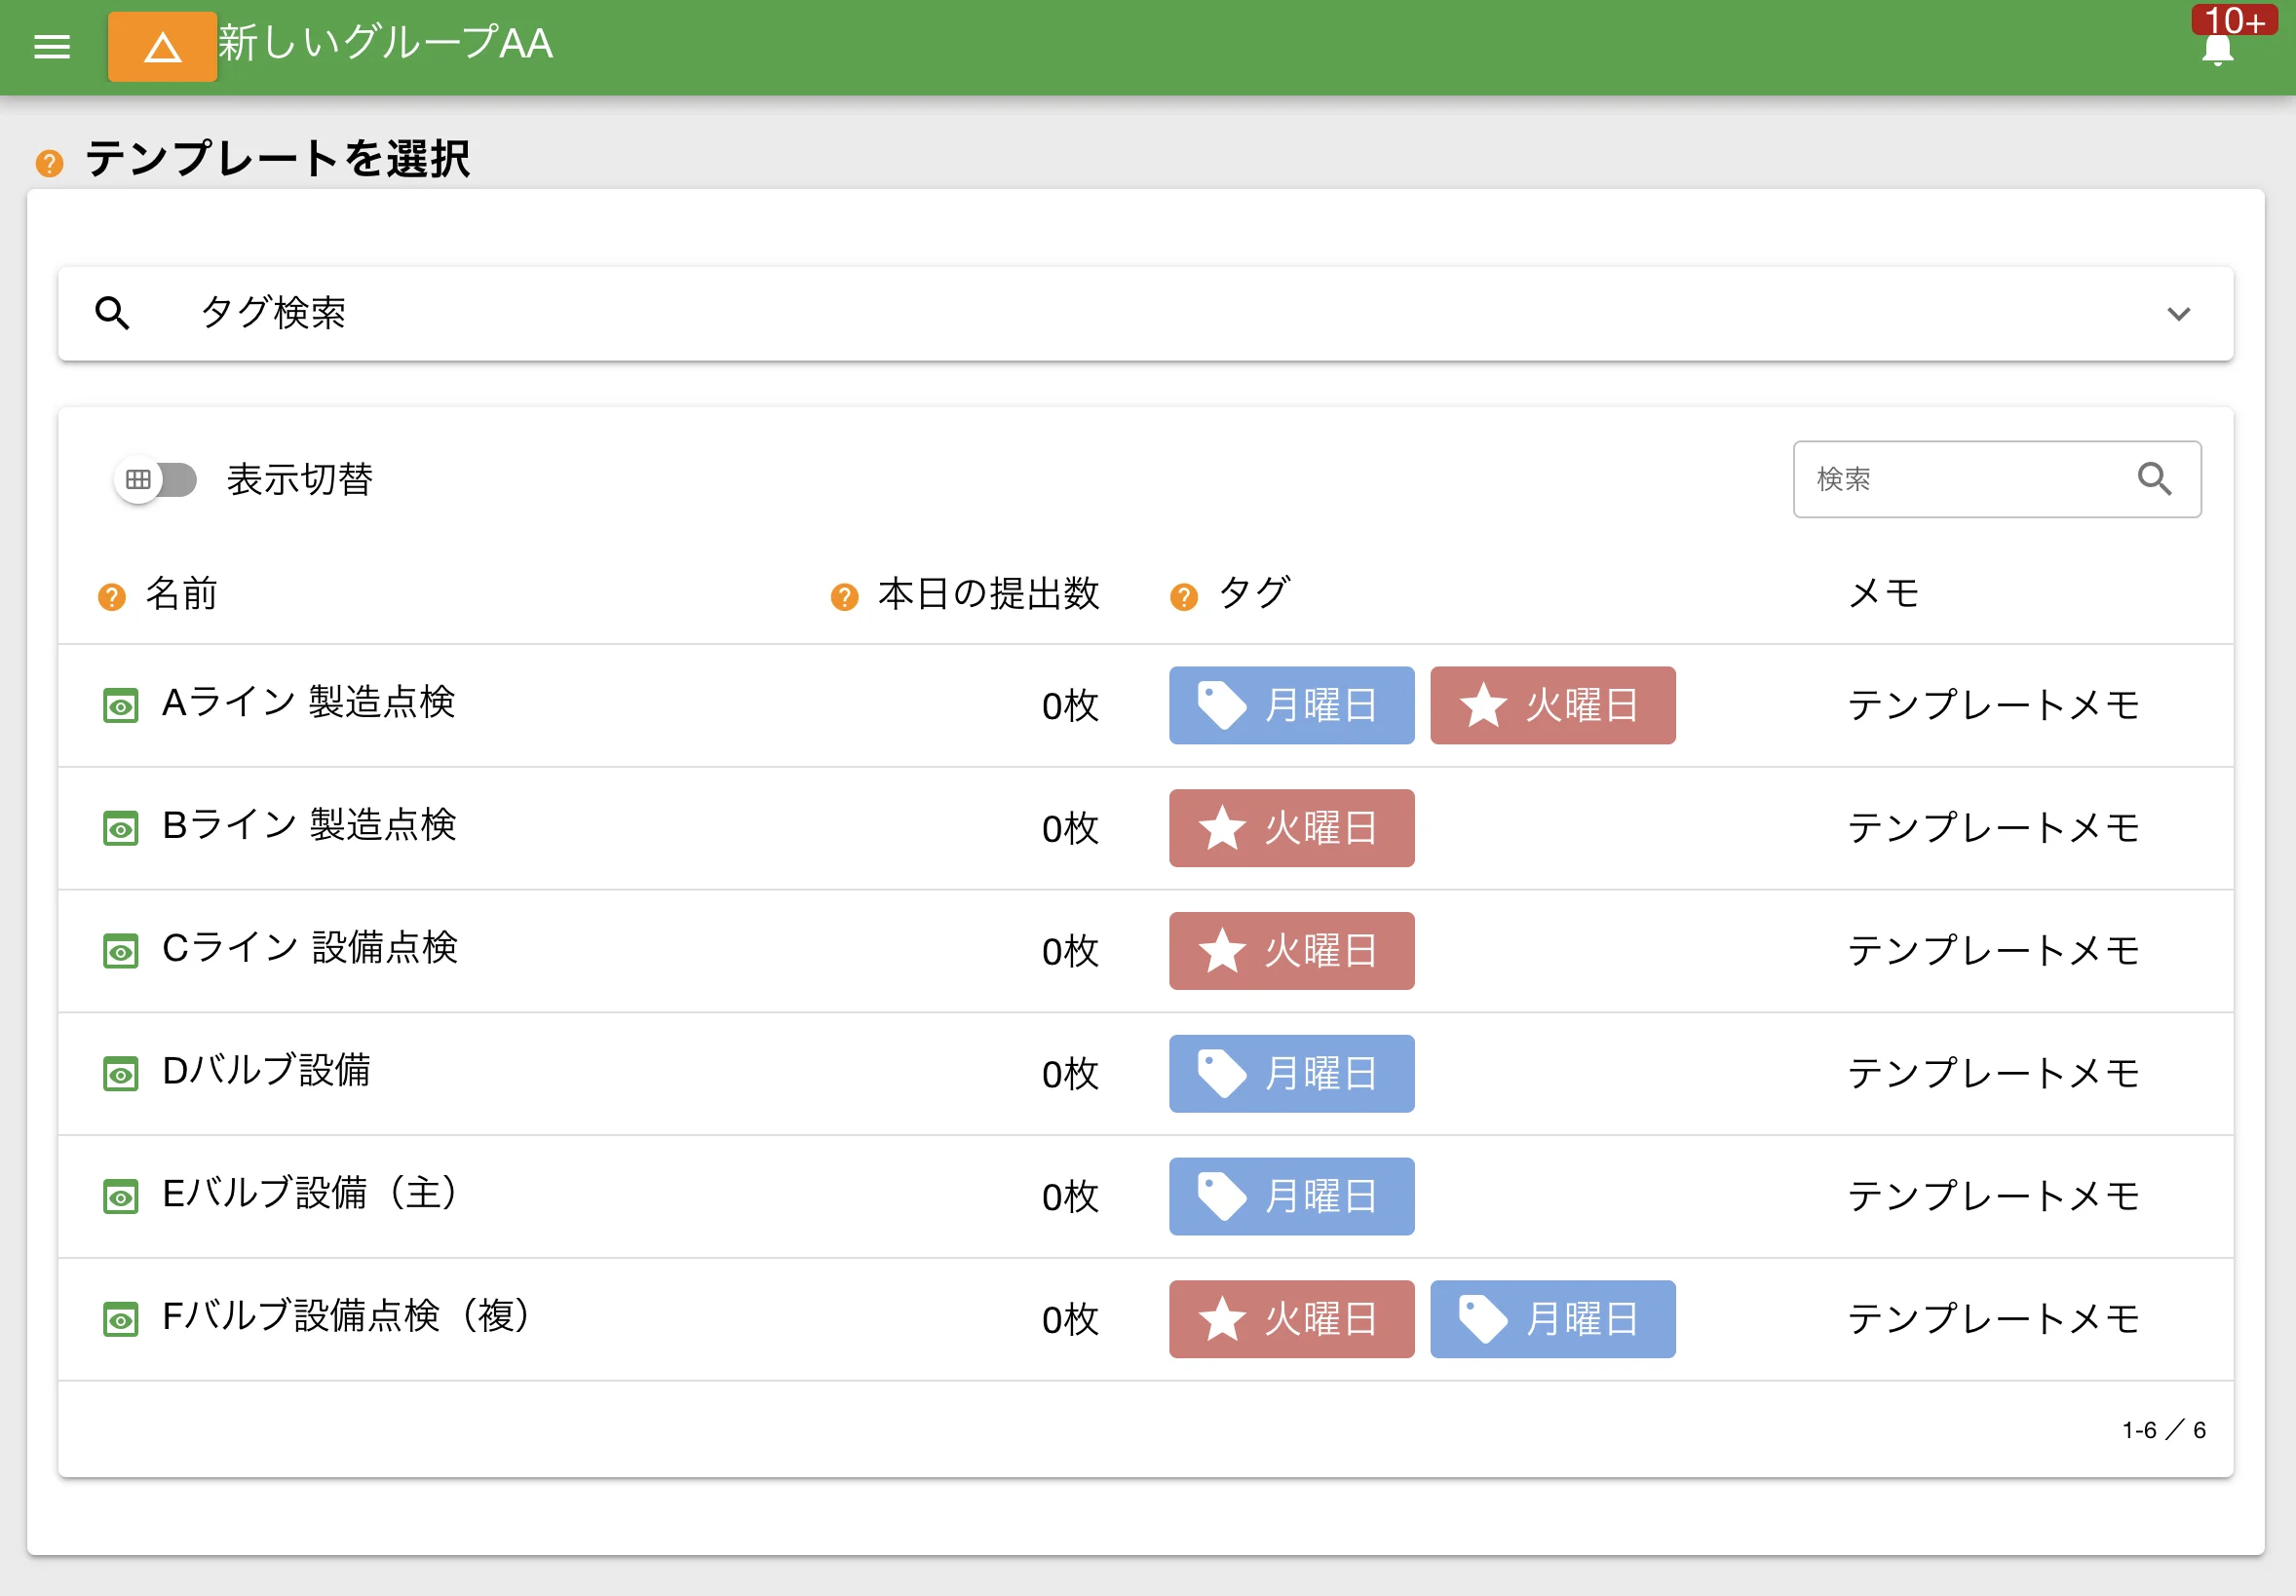 新しいグループAA
10+
テンプレートを選択
タグ検索
表示切替
検索
名前 本日の提出数 タグ メモ
Aライン 製造点検 0枚 月曜日 火曜日 テンプレートメモ
Bライン 製造点検 0枚 火曜日 テンプレートメモ
Cライン 設備点検 0枚 火曜日 テンプレートメモ
Dバルブ設備 0枚 月曜日 テンプレートメモ
Eバルブ設備（主） 0枚 月曜日 テンプレートメモ
Fバルブ設備点検（複） 0枚 火曜日 月曜日 テンプレートメモ
1-6 ／ 6